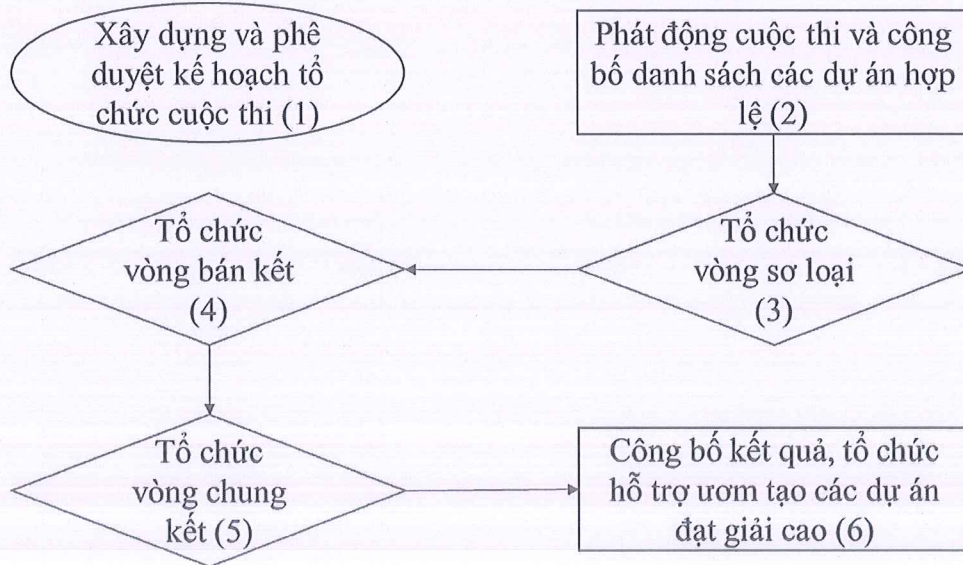 Xây dựng và phê
duyệt kế hoạch tổ
chức cuộc thi (1)
Phát động cuộc thi và công
bố danh sách các dự án hợp
lệ (2)
Tổ chức
vòng sơ loại
(3)
Tổ chức
vòng bán kết
(4)
Tổ chức
vòng chung
kết (5)
Công bố kết quả, tổ chức
hỗ trợ ươm tạo các dự án
đạt giải cao (6)